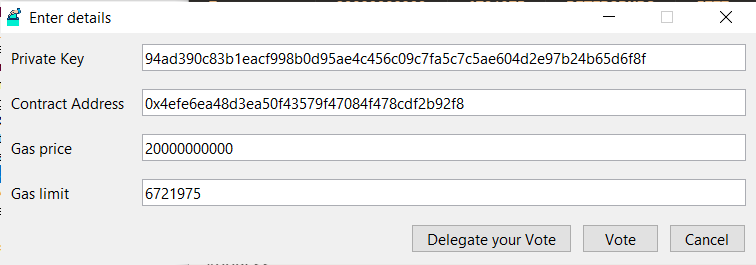 Enter details
Private Key 94ad390c83b1eacf998b0d95ae4c456c09c7fa5c7c5ae604d2e97b24b65d6f8f
Contract Address 0x4efe6ea48d3ea50f43579f47084f478cdf2b92f8
Gas price 20000000000
Gas limit 6721975
Delegate your Vote Vote Cancel